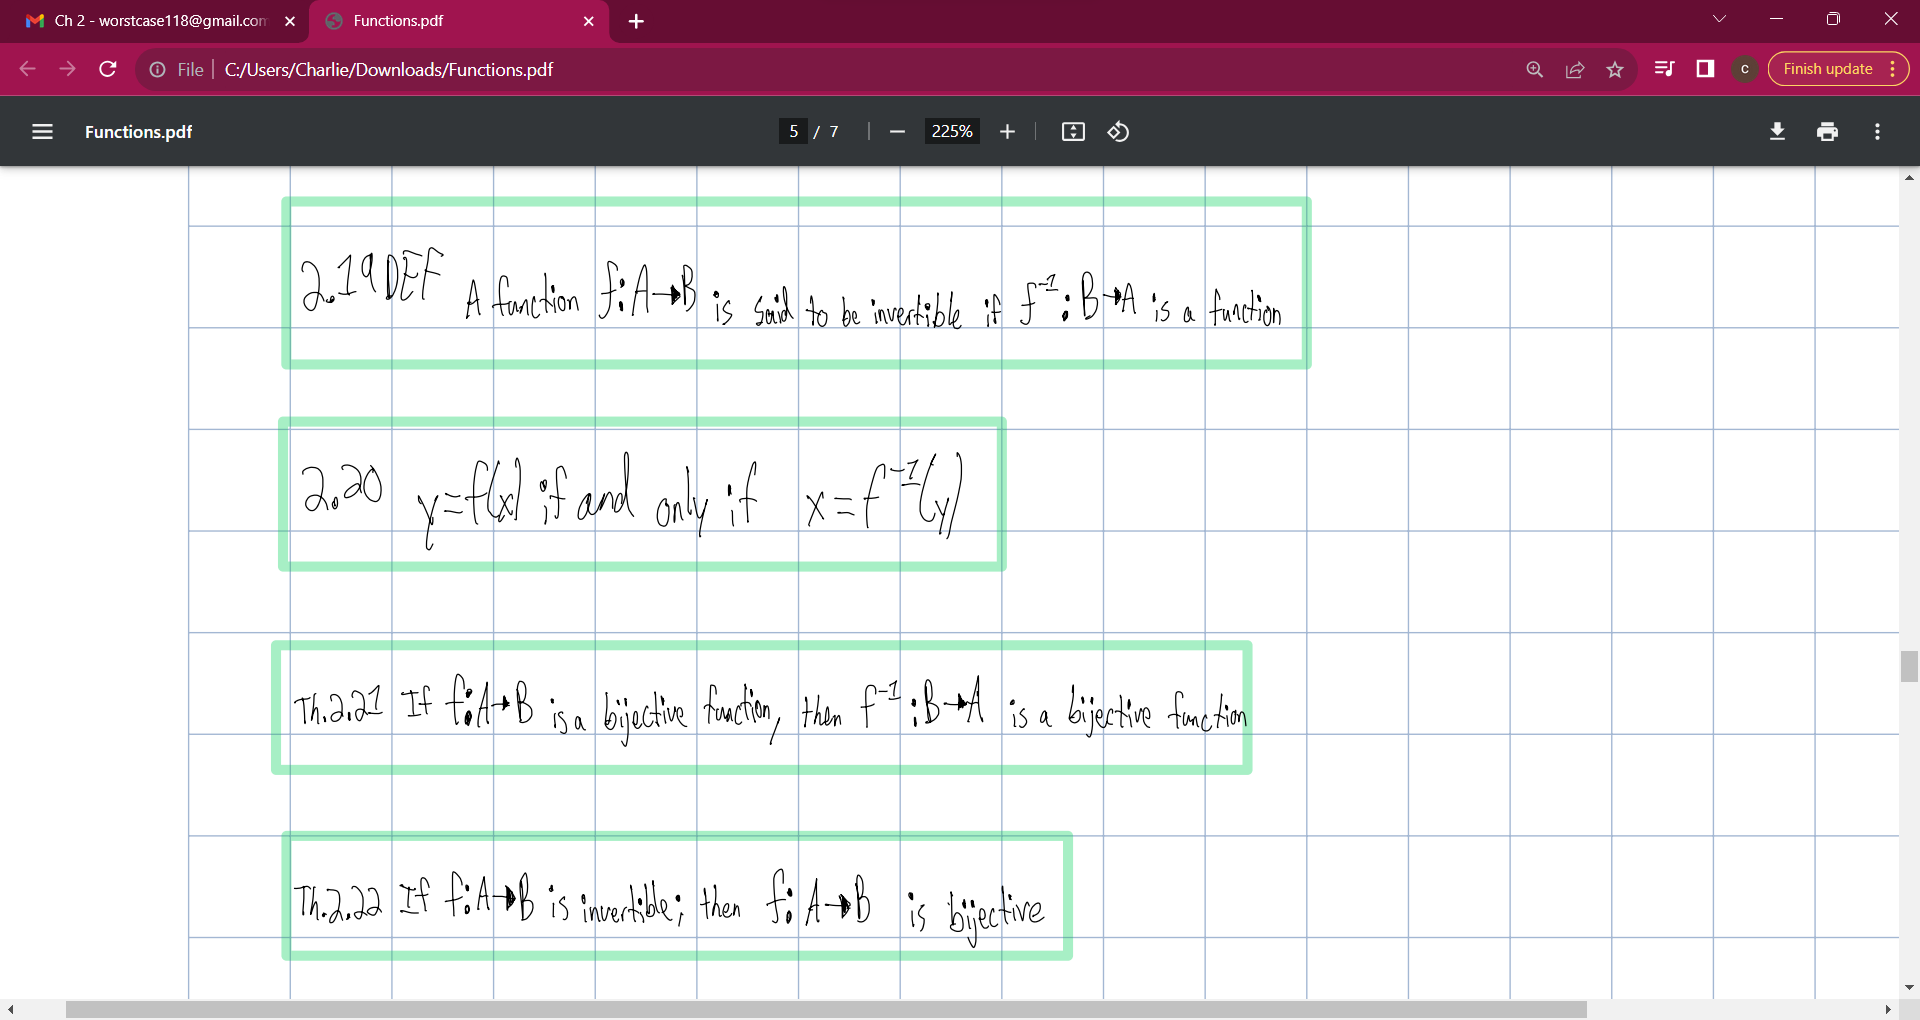 Ch 2 - worstcase118@gmail.com
Functions.pdf
File
C:/Users/Charlie/Downloads/Functions.pdf
C
Finish update
Functions.pdf
5 / 7
225%
2.19 DEF A function f:A→B is said to be invertible if f⁻¹:B→A is a function
2.20 y=f(x) if and only if x=f⁻¹(y)
Th.2.21 If f:A→B is a bijective function, then f⁻¹:B→A is a bijective function
Th.2.22 If f:A→B is invertible; then f:A→B is bijective